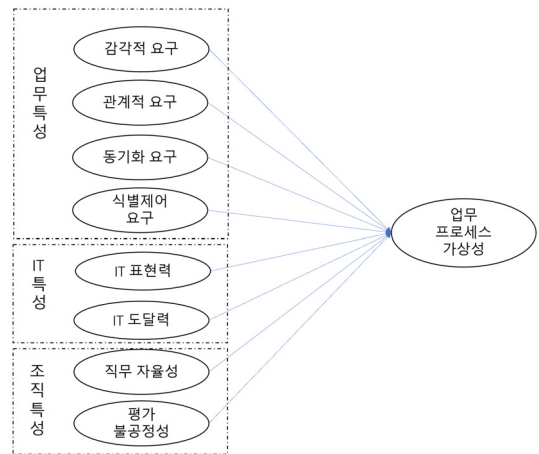 업무특성
감각적 요구
관계적 요구
동기화 요구
식별제어
요구
IT
특성
IT 표현력
IT 도달력
조직특성
직무 자율성
평가
불공정성
업무
프로세스
가상성